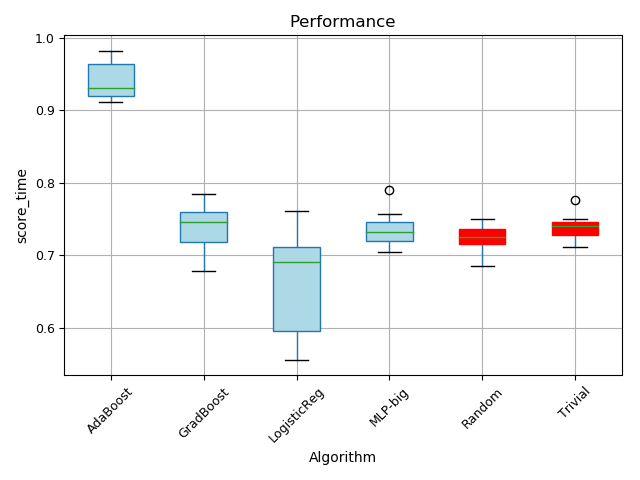 Performance
1.0
0.9
0.8
0.7
0.6
score_time
AdaBoost
GradBoost
LogisticReg
MLP-big
Random
Trivial
Algorithm